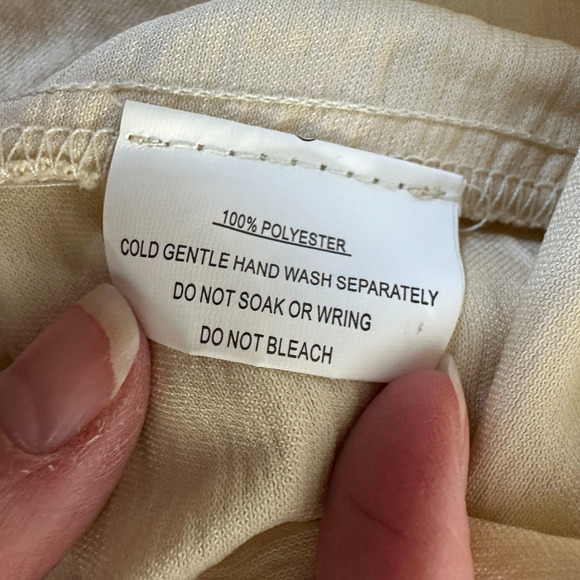 100% POLYESTER
COLD GENTLE HAND WASH SEPARATELY
DO NOT SOAK OR WRING
DO NOT BLEACH